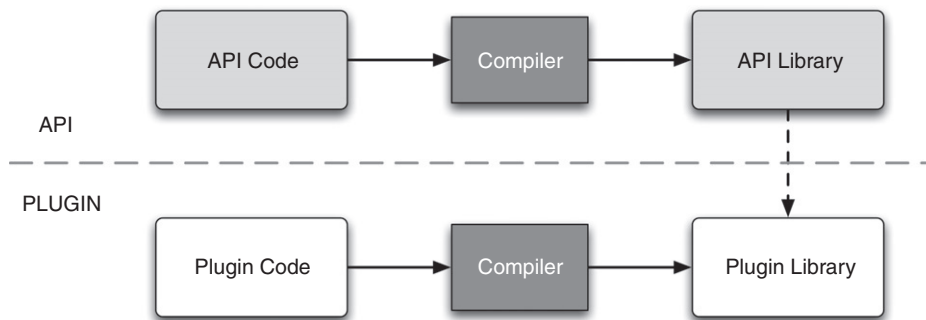 API Code
Compiler
API Library
API
PLUGIN
Plugin Code
Compiler
Plugin Library